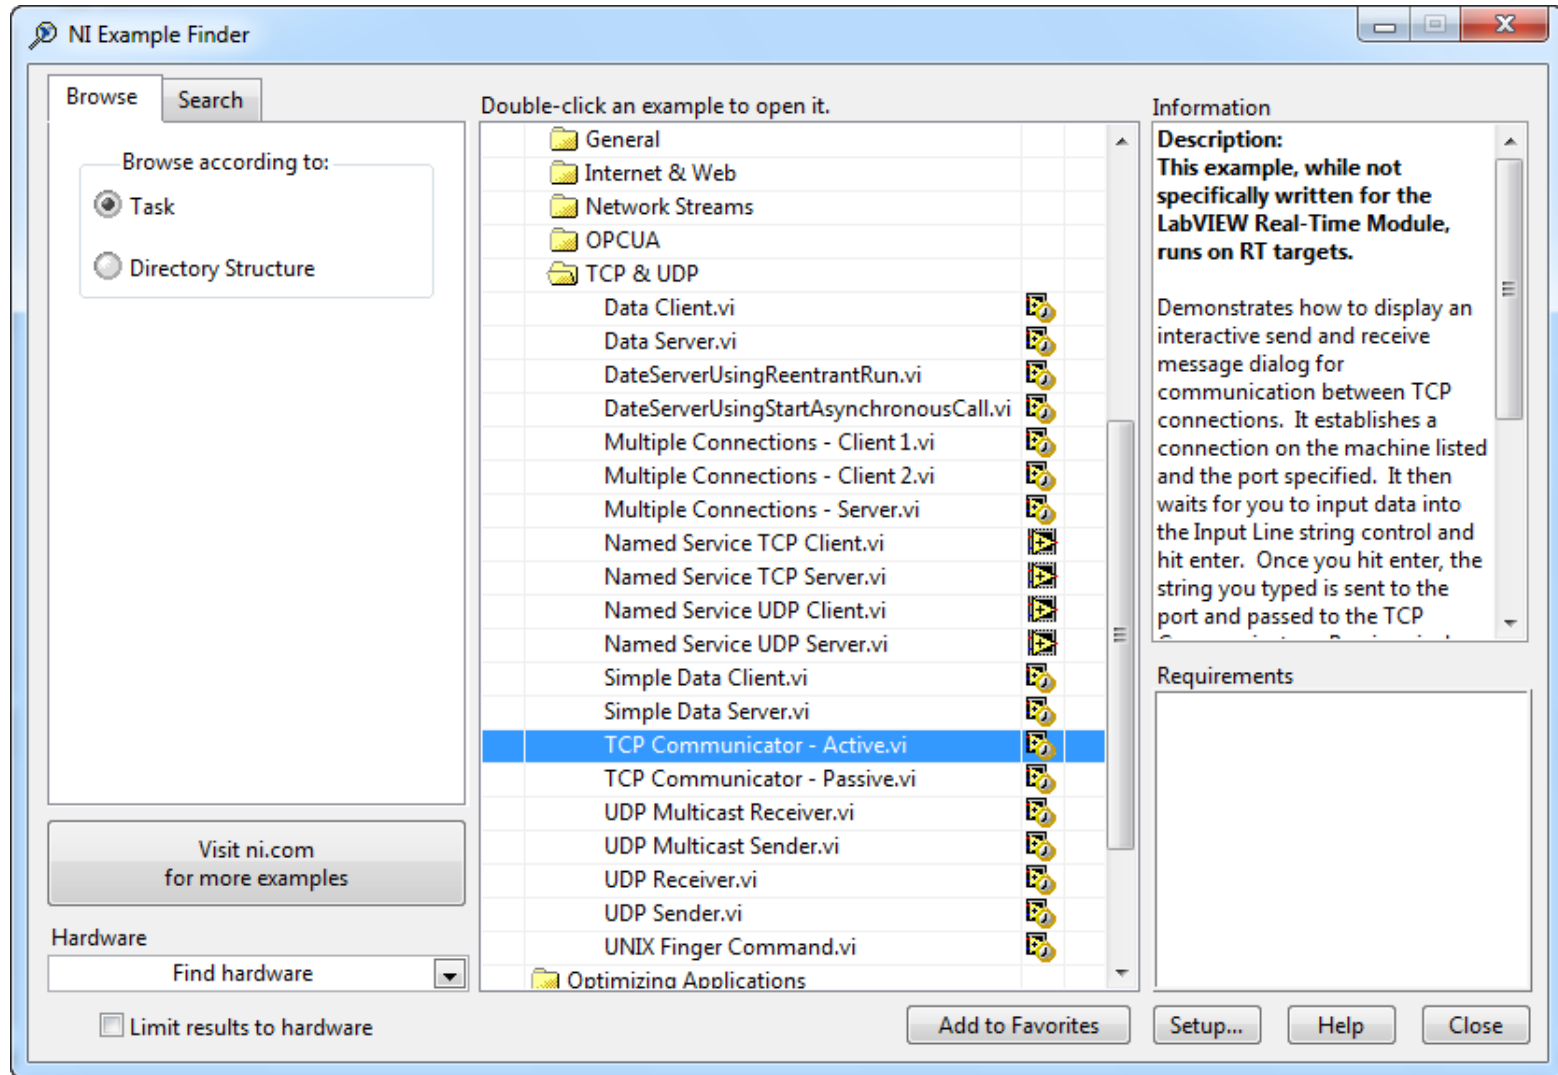 NI Example Finder
Browse
Search
Browse according to:
Task
Directory Structure
Visit ni.com
for more examples
Hardware
Find hardware
Limit results to hardware
Double-click an example to open it.
General
Internet & Web
Network Streams
OPCUA
TCP & UDP
Data Client.vi
Data Server.vi
DateServerUsingReentrantRun.vi
DateServerUsingStartAsynchronousCall.vi
Multiple Connections - Client 1.vi
Multiple Connections - Client 2.vi
Multiple Connections - Server.vi
Named Service TCP Client.vi
Named Service TCP Server.vi
Named Service UDP Client.vi
Named Service UDP Server.vi
Simple Data Client.vi
Simple Data Server.vi
TCP Communicator - Active.vi
TCP Communicator - Passive.vi
UDP Multicast Receiver.vi
UDP Multicast Sender.vi
UDP Receiver.vi
UDP Sender.vi
UNIX Finger Command.vi
Optimizing Applications
Information
Description:
This example, while not
specifically written for the
LabVIEW Real-Time Module,
runs on RT targets.
Demonstrates how to display an
interactive send and receive
message dialog for
communication between TCP
connections. It establishes a
connection on the machine listed
and the port specified. It then
waits for you to input data into
the Input Line string control and
hit enter. Once you hit enter, the
string you typed is sent to the
port and passed to the TCP
Requirements
Add to Favorites
Setup...
Help
Close